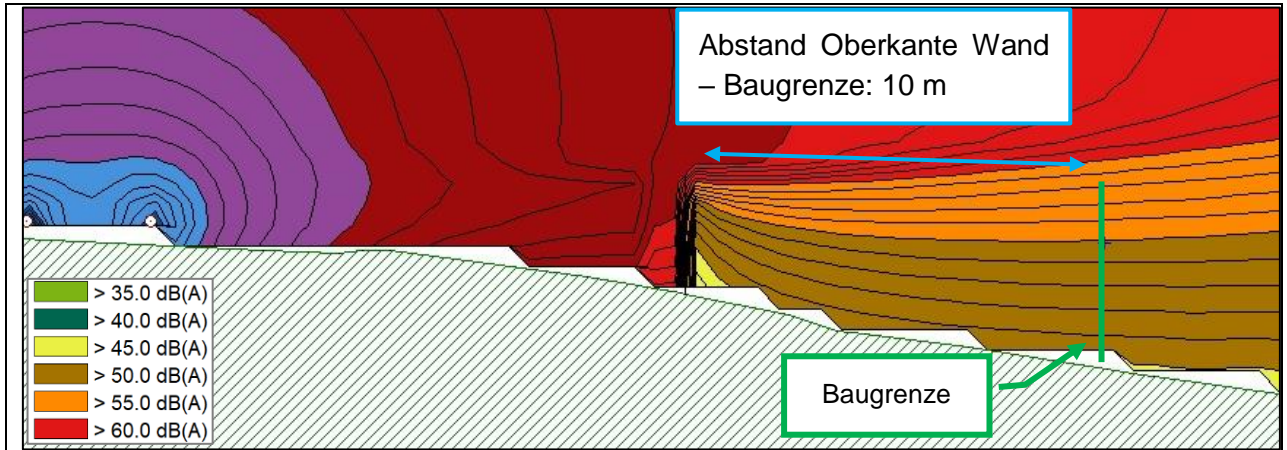 Abstand Oberkante Wand
– Baugrenze: 10 m
> 35.0 dB(A)
> 40.0 dB(A)
> 45.0 dB(A)
> 50.0 dB(A)
> 55.0 dB(A)
> 60.0 dB(A)
Baugrenze